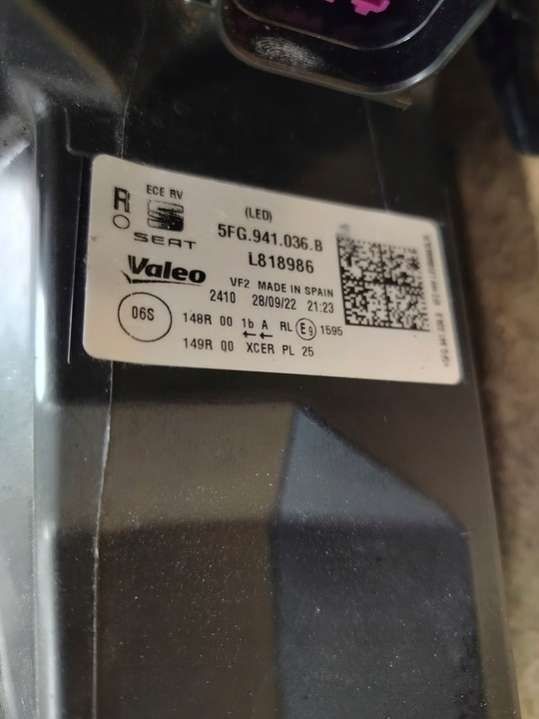 R
ECE RV
(LED)
SEAT
5FG.941.036.B
L818986
Valeo
VF2 MADE IN SPAIN
2410 28/09/22 21:23
06S
148R 00 1b A RL E9 1595
149R 00 XCER PL 25